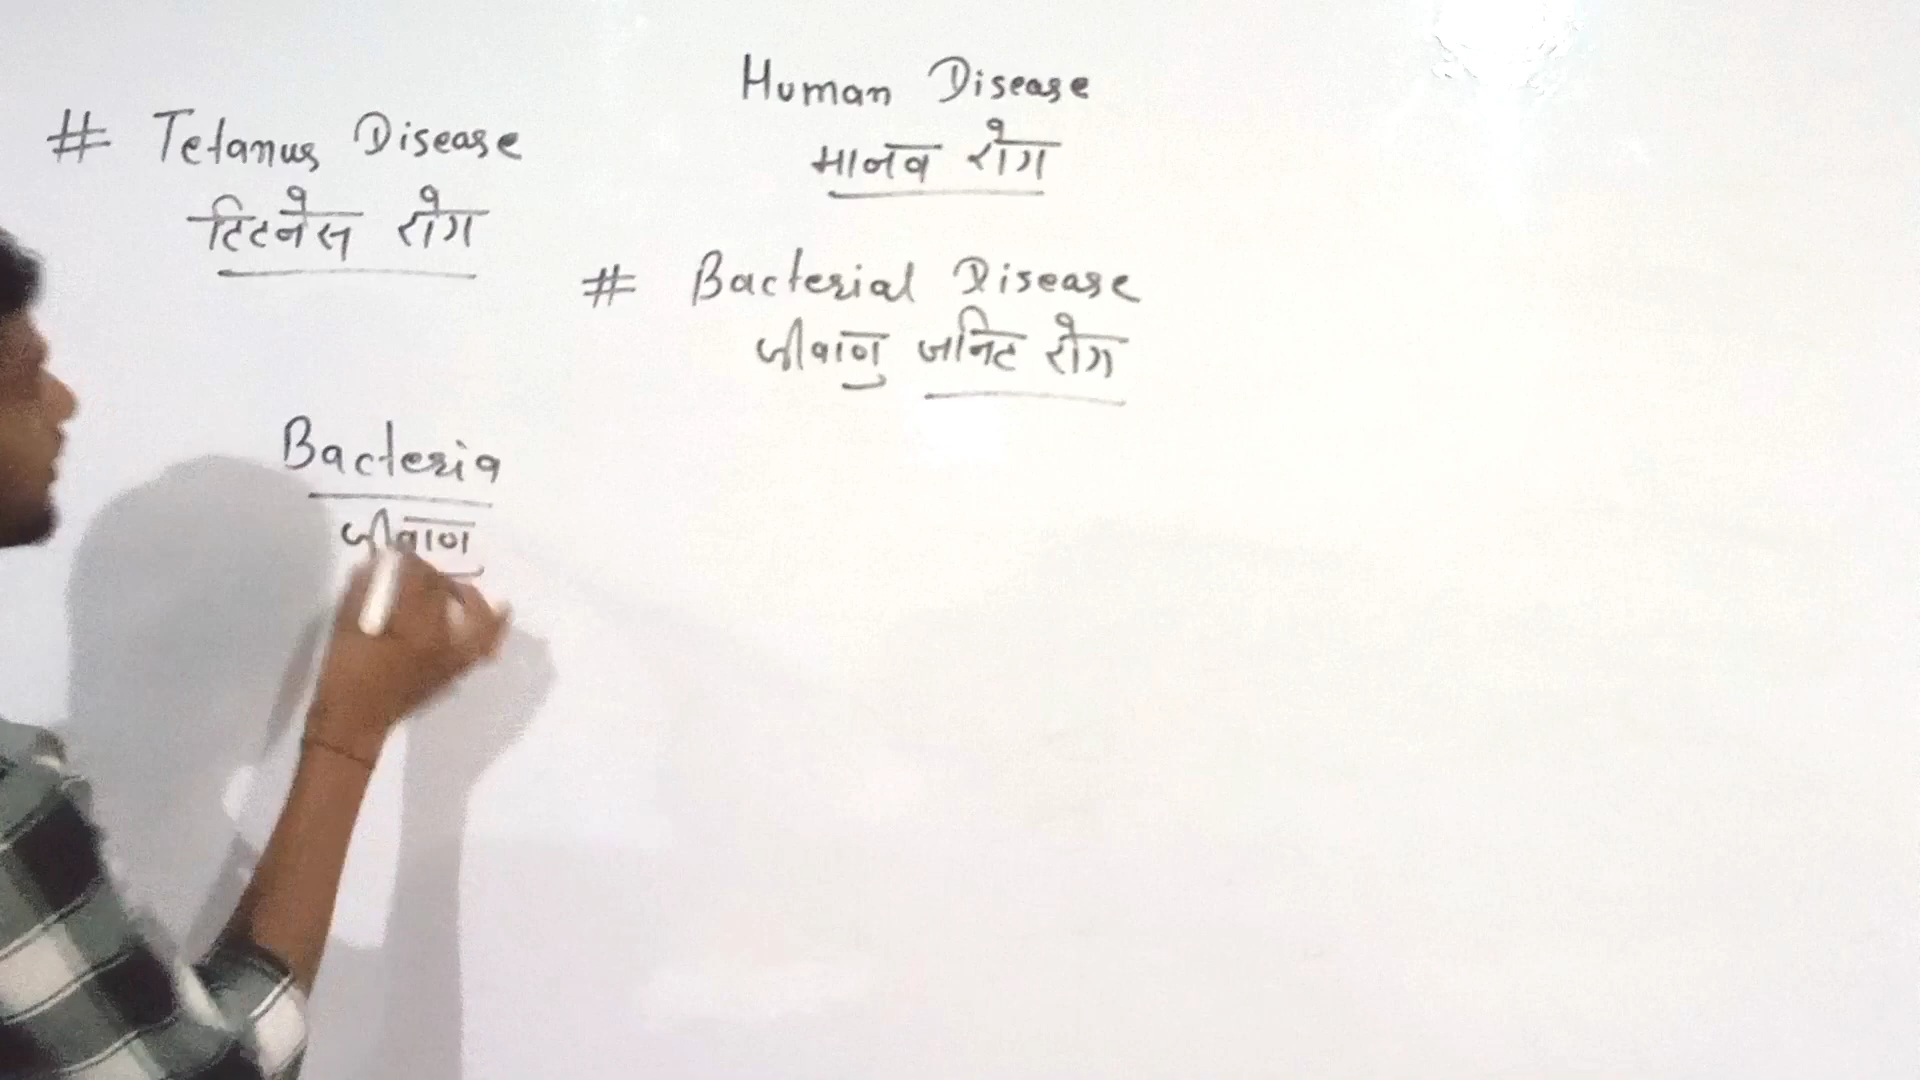 Human Disease
मानव रोग
# Tetanus Disease
टिटनेस रोग
# Bacterial Disease
जीवाणु जनित रोग
Bacteria
जीवाण